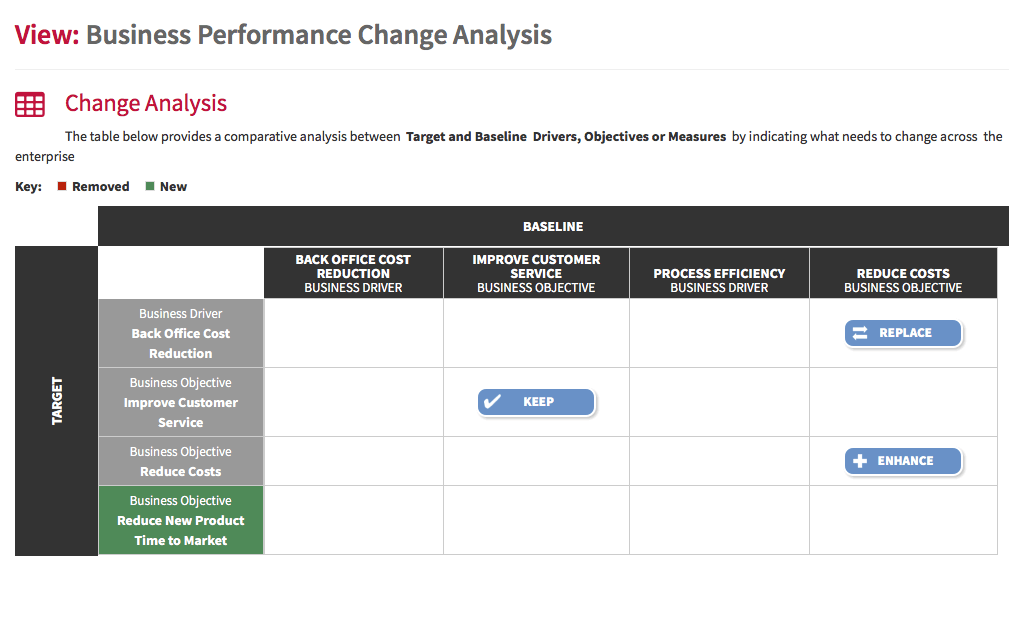 View: Business Performance Change Analysis
Change Analysis
The table below provides a comparative analysis between Target and Baseline Drivers, Objectives or Measures by indicating what needs to change across the
enterprise
Key: Removed New
BASELINE
TARGET
BACK OFFICE COST
REDUCTION
BUSINESS DRIVER
IMPROVE CUSTOMER
SERVICE
BUSINESS OBJECTIVE
PROCESS EFFICIENCY
BUSINESS DRIVER
REDUCE COSTS
BUSINESS OBJECTIVE
Business Driver
Back Office Cost
Reduction
REPLACE
Business Objective
Improve Customer
Service
KEEP
Business Objective
Reduce Costs
ENHANCE
Business Objective
Reduce New Product
Time to Market